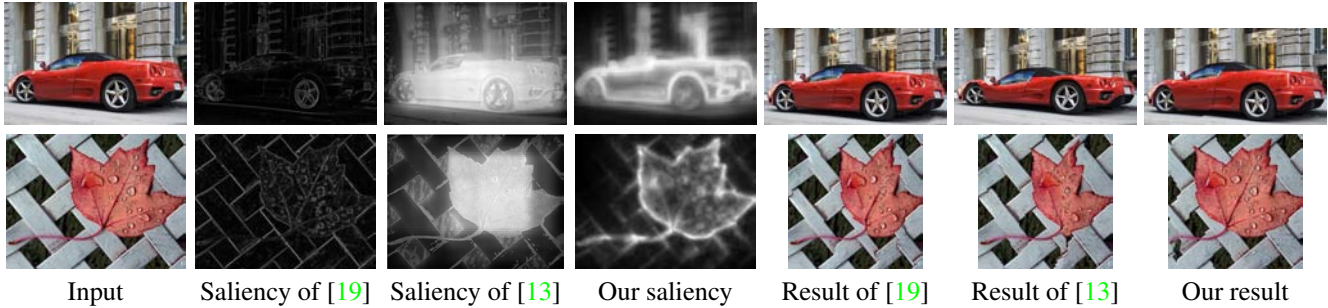 Input Saliency of [19] Saliency of [13] Our saliency Result of [19] Result of [13] Our result